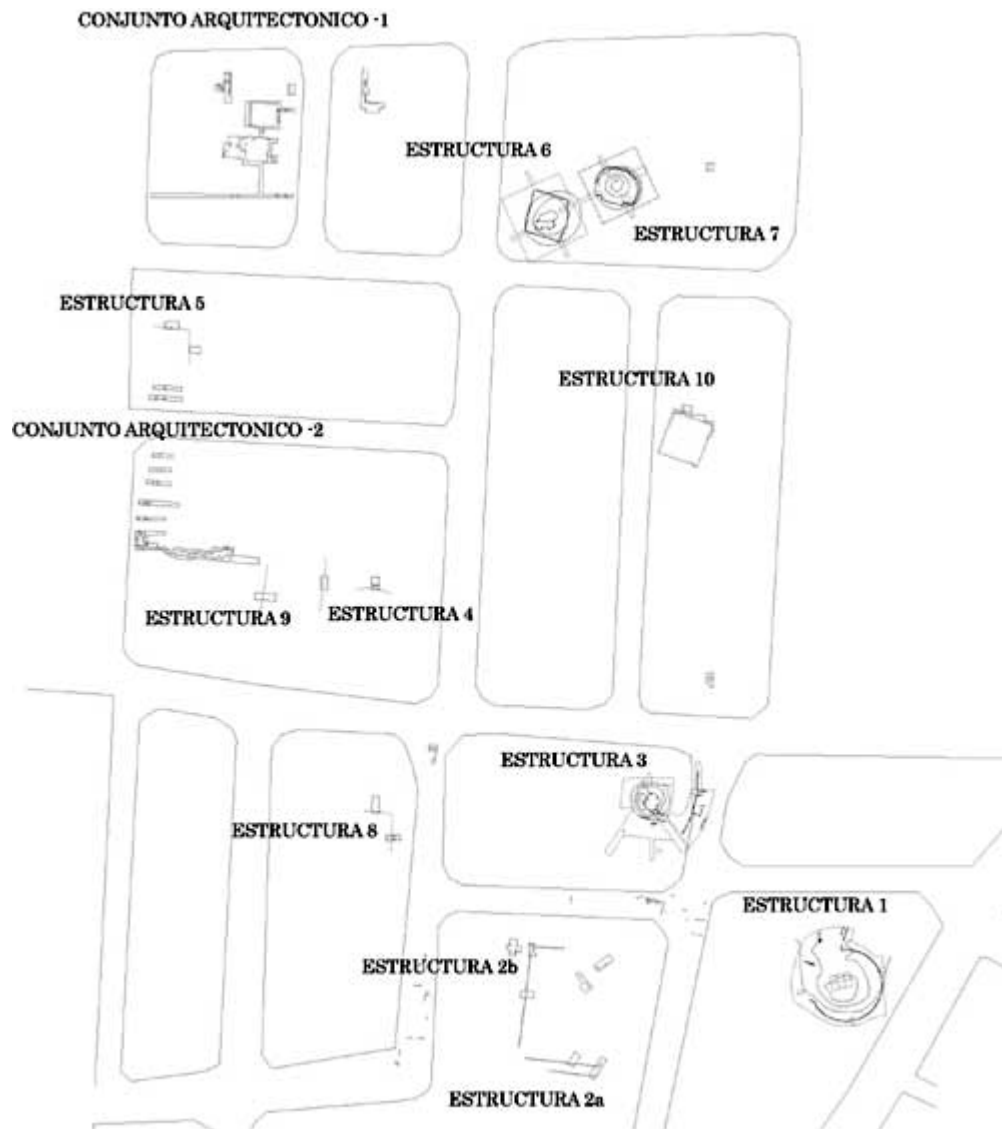 CONJUNTO ARQUITECTONICO -1
ESTRUCTURA 6
ESTRUCTURA 7
ESTRUCTURA 5
ESTRUCTURA 10
CONJUNTO ARQUITECTONICO -2
ESTRUCTURA 9
ESTRUCTURA 4
ESTRUCTURA 3
ESTRUCTURA 8
ESTRUCTURA 1
ESTRUCTURA 2b
ESTRUCTURA 2a